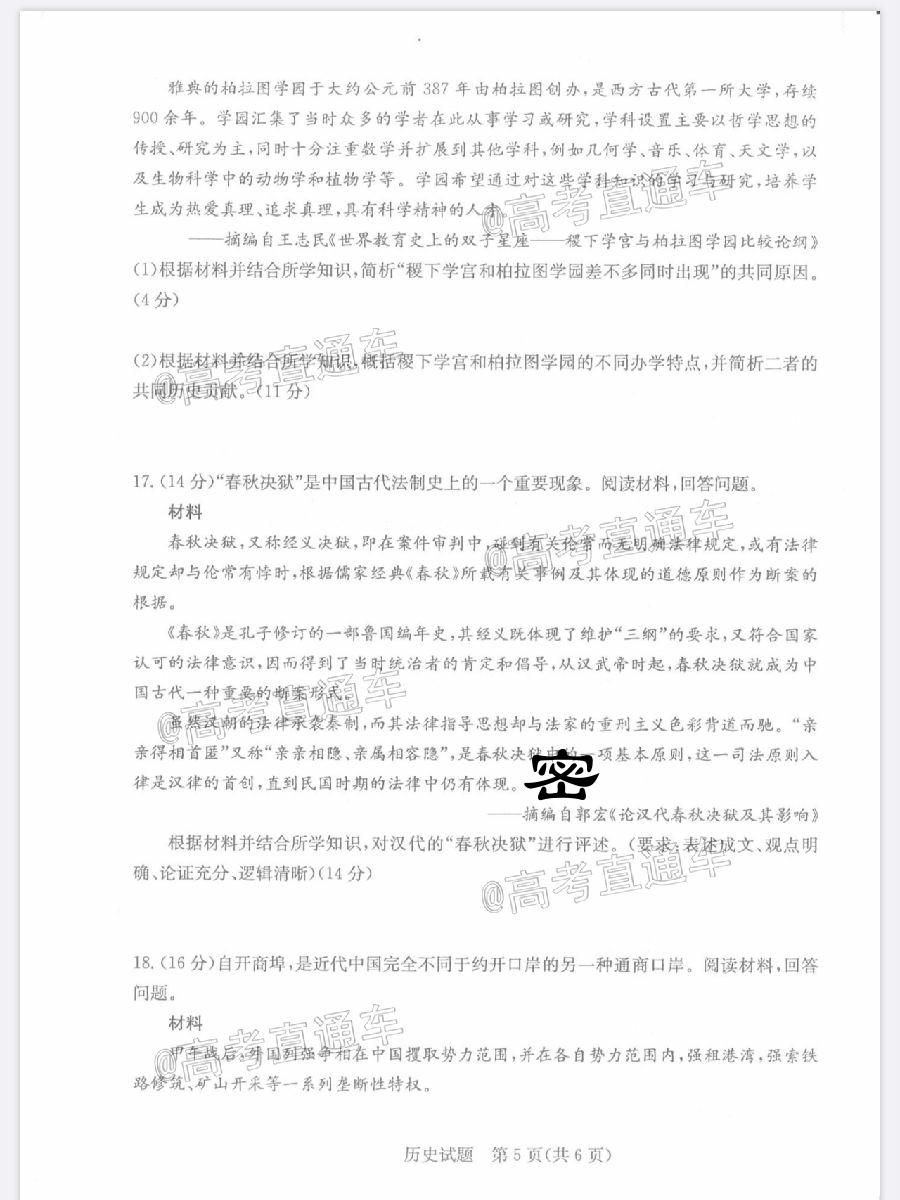 雅典的柏拉图学园于大约公元前 387 年由柏拉图创办,是西方古代第一所大学,存续
900 余年。学园汇集了当时众多的学者在此从事学习或研究,学科设置主要以哲学思想的
传授、研究为主,同时十分注重数学并扩展到其他学科,例如几何学、音乐、体育、天文学,以
及生物科学中的动物学和植物学等。学园希望通过对这些学科知识的学习与研究,培养学
生成为热爱真理、追求真理,具有科学精神的人才。
@高考直通车
——摘编自王志民《世界教育史上的双子星座——稷下学宫与柏拉图学园比较论纲》
(1)根据材料并结合所学知识,简析“稷下学宫和柏拉图学园差不多同时出现”的共同原因。
(4 分)
(2)根据材料并结合所学知识,概括稷下学宫和柏拉图学园的不同办学特点,并简析二者的
共同历史贡献。(11 分)
@高考直通车
17.(14 分)“春秋决狱”是中国古代法制史上的一个重要现象。阅读材料,回答问题。
材料
春秋决狱,又称经义决狱,即在案件审判中,碰到有关伦常而无明确法律规定,或有法律
规定却与伦常有悖时,根据儒家经典《春秋》所载有关事例及其体现的道德原则作为断案的
根据。
@高考直通车
《春秋》是孔子修订的一部鲁国编年史,其经义既体现了维护“三纲”的要求,又符合国家
认可的法律意识,因而得到了当时统治者的肯定和倡导,从汉武帝时起,春秋决狱就成为中
国古代一种重要的断案形式。
@高考直通车
虽然汉朝的法律承袭秦制,而其法律指导思想却与法家的重刑主义色彩背道而驰。“亲
亲得相首匿”又称“亲亲相隐、亲属相容隐”,是春秋决狱中的一项基本原则,这一司法原则入
律是汉律的首创,直到民国时期的法律中仍有体现。
密
——摘编自郭宏《论汉代春秋决狱及其影响》
根据材料并结合所学知识,对汉代的“春秋决狱”进行评述。(要求:表述成文、观点明
确、论证充分、逻辑清晰)(14 分)
@高考直通车
18.(16 分)自开商埠,是近代中国完全不同于约开口岸的另一种通商口岸。阅读材料,回答
问题。
材料
@高考直通车
甲午战后,外国列强争相在中国攫取势力范围,并在各自势力范围内,强租港湾,强索铁
路修筑、矿山开采等一系列垄断性特权。
历史试题 第 5 页(共 6 页)